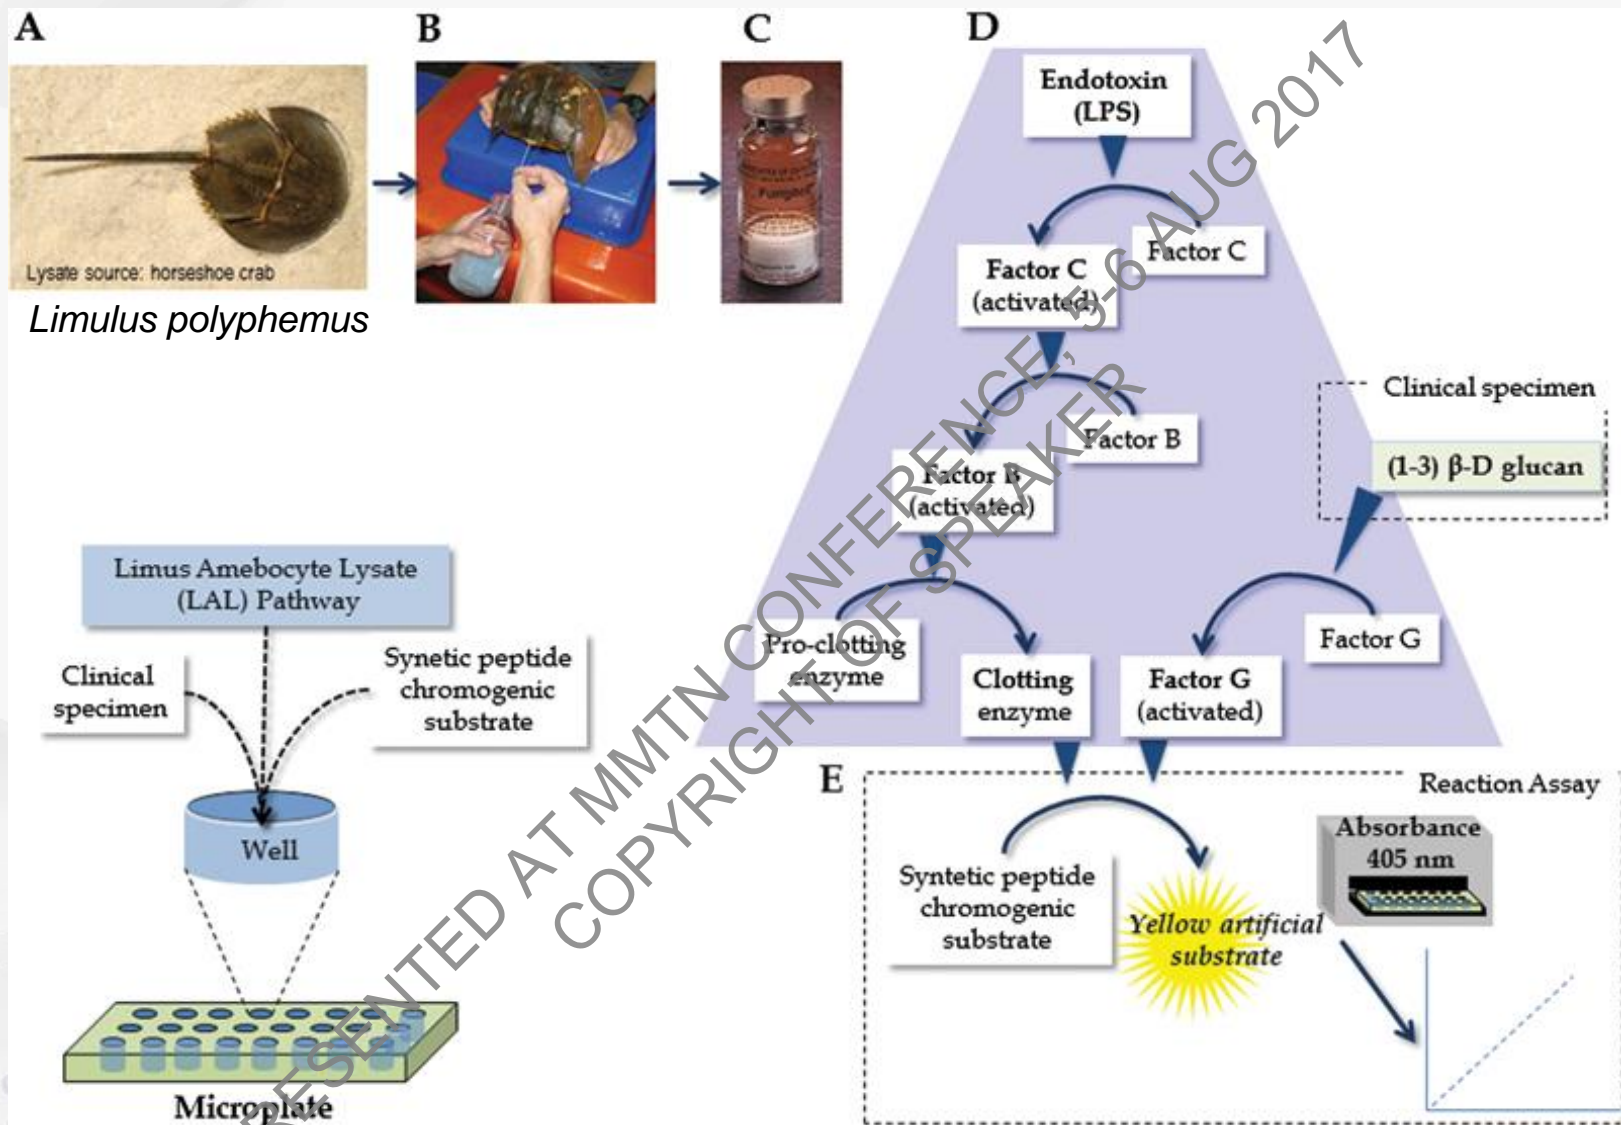 A
B
C
D
Lysate source: horseshoe crab
Limulus polyphemus
Fungitell
Endotoxin
(LPS)
Factor C
Factor C
(activated)
Factor B
Factor B
(activated)
Clinical specimen
(1-3) β-D glucan
Pro-clotting
enzyme
Clotting
enzyme
Factor G
(activated)
Factor G
Limus Amebocyte Lysate
(LAL) Pathway
Clinical
specimen
Synetic peptide
chromogenic
substrate
Well
Microplate
E
Reaction Assay
Syntetic peptide
chromogenic
substrate
Yellow artificial
substrate
Absorbance
405 nm
PRESENTED AT MMTN CONFERENCE, 5-6 AUG 2017
COPYRIGHT OF SPEAKER